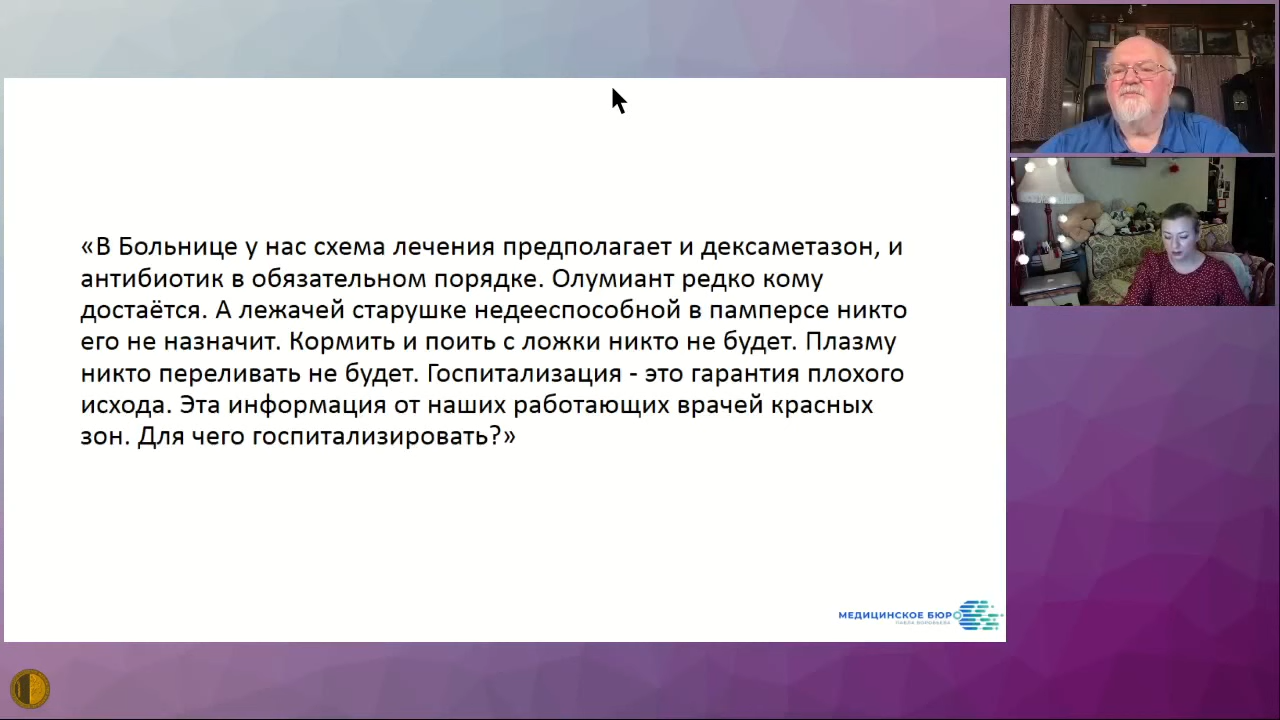 «В Больнице у нас схема лечения предполагает и дексаметазон, и
антибиотик в обязательном порядке. Олумиант редко кому
достаётся. А лежачей старушке недееспособной в памперсе никто
его не назначит. Кормить и поить с ложки никто не будет. Плазму
никто переливать не будет. Госпитализация - это гарантия плохого
исхода. Эта информация от наших работающих врачей красных
зон. Для чего госпитализировать?»
МЕДИЦИНСКОЕ БЮРО
ПАВЛА ВОРОБЬЕВА